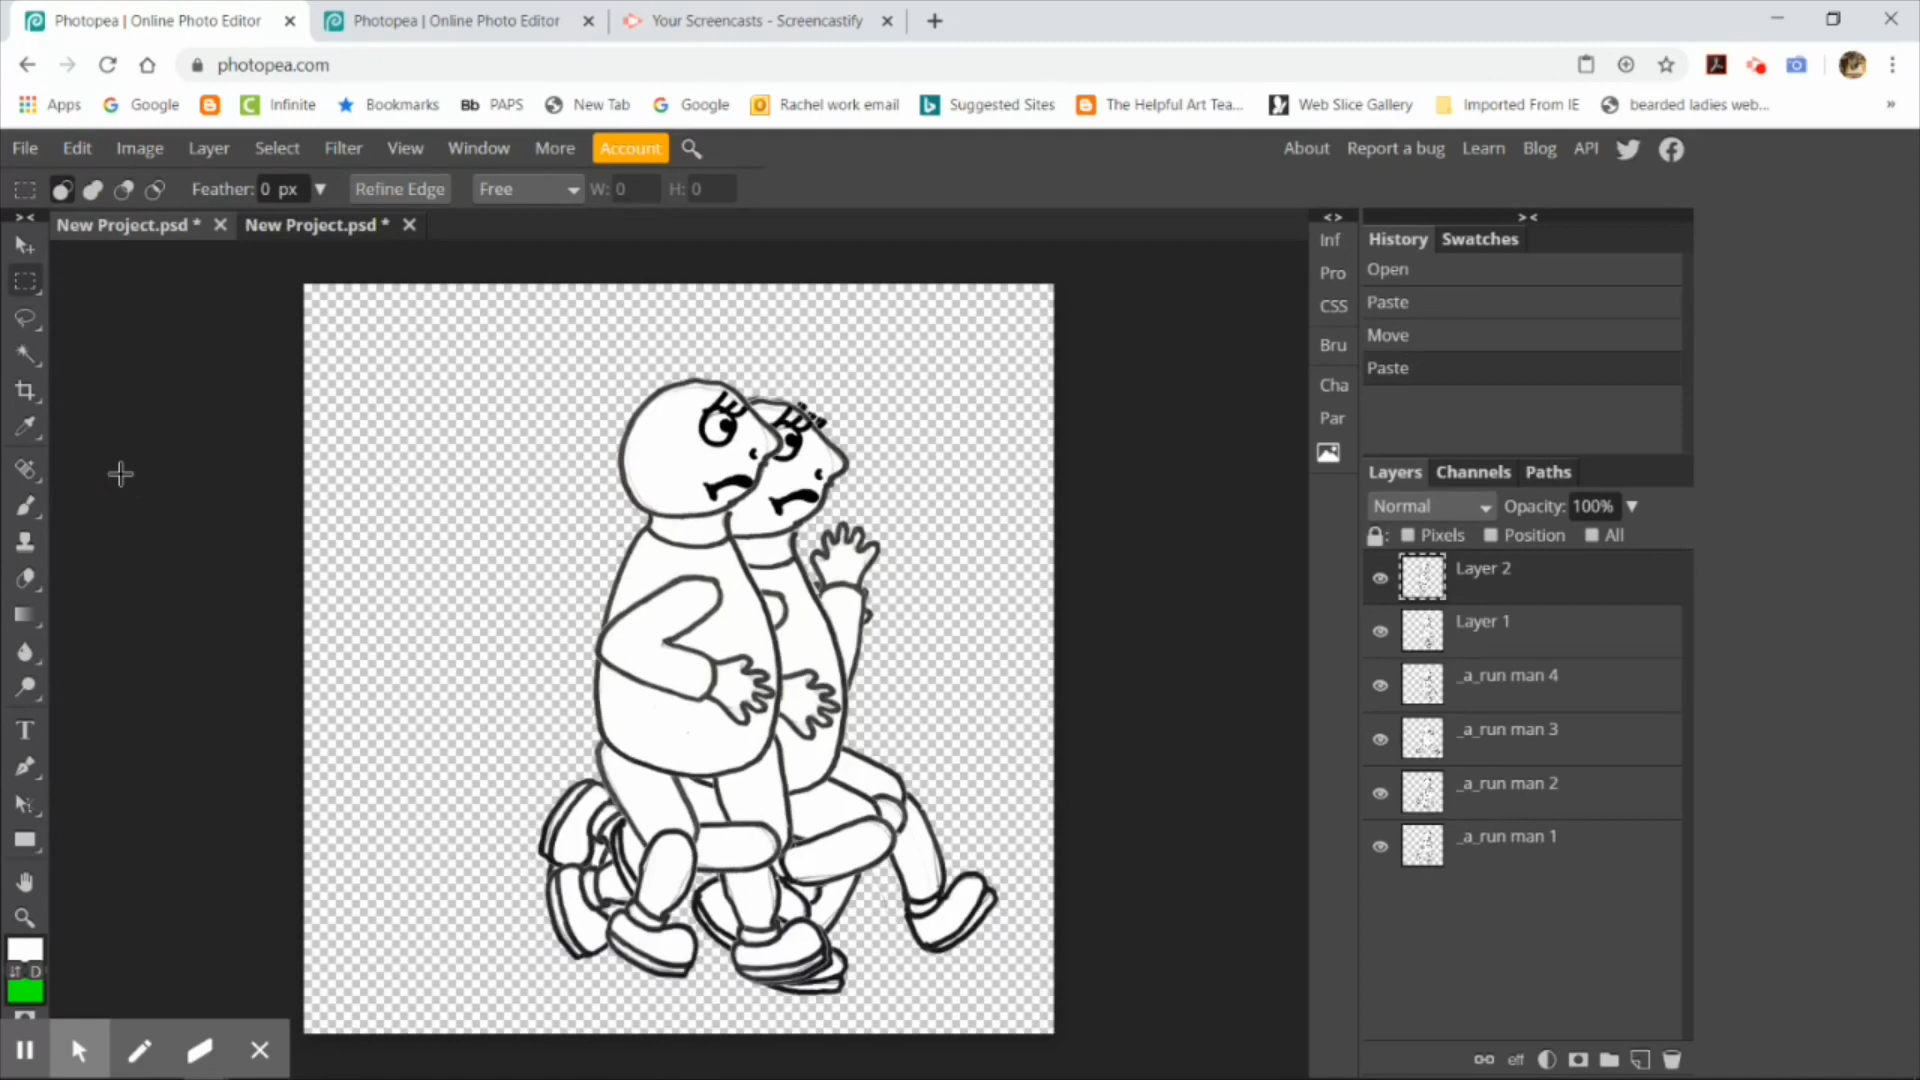 Photopea | Online Photo Editor
Photopea | Online Photo Editor
Your Screencasts - Screencastify
photopea.com
Apps
Google
Infinite
Bookmarks
Bb PAPS
New Tab
Google
Rachel work email
Suggested Sites
The Helpful Art Tea...
Web Slice Gallery
Imported From IE
bearded ladies web...
»
File Edit Image Layer Select Filter View Window More Account
About Report a bug Learn Blog API
Feather: 0 px Refine Edge Free W: 0 H: 0
New Project.psd * New Project.psd *
Inf
Pro
CSS
Bru
Cha
Par
History Swatches
Open
Paste
Move
Paste
Layers Channels Paths
Normal Opacity: 100%
Pixels Position All
Layer 2
Layer 1
_a_run man 4
_a_run man 3
_a_run man 2
_a_run man 1
D
eff